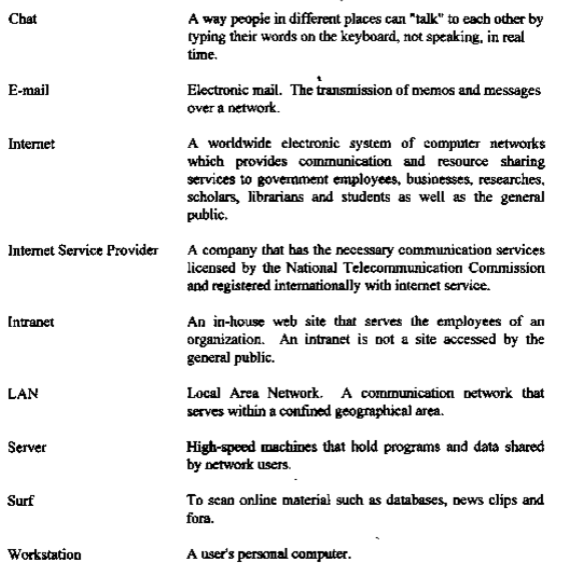 Chat A way people in different places can "talk" to each other by
typing their words on the keyboard, not speaking, in real
time.
E-mail Electronic mail. The transmission of memos and messages
over a network.
Internet A worldwide electronic system of computer networks
which provides communication and resource sharing
services to government employees, businesses, researches,
scholars, librarians and students as well as the general
public.
Internet Service Provider A company that has the necessary communication services
licensed by the National Telecommunication Commission
and registered internationally with internet service.
Intranet An in-house web site that serves the employees of an
organization. An intranet is not a site accessed by the
general public.
LAN Local Area Network. A communication network that
serves within a confined geographical area.
Server High-speed machines that hold programs and data shared
by network users.
Surf To scan online material such as databases, news clips and
fora.
Workstation A user's personal computer.